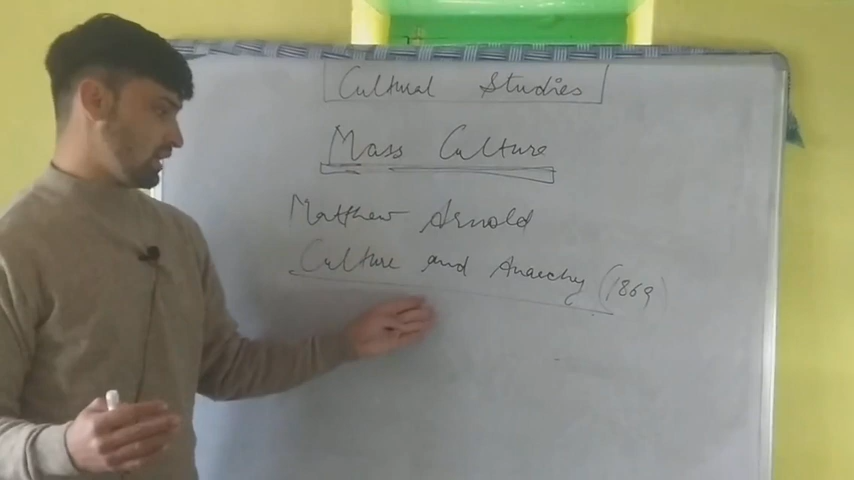 Cultural Studies
Mass Culture
Matthew Arnold
Culture and Anarchy (1869)